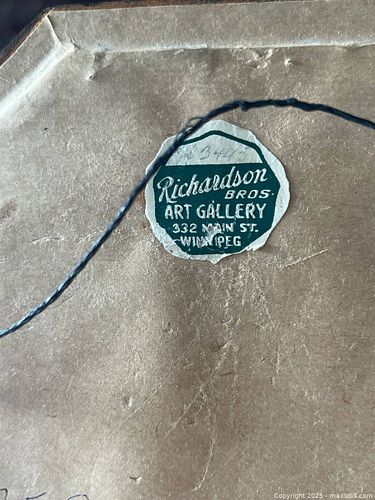 Richardson
BROS.
ART GALLERY
332 MAIN ST.
WINNIPEG
Copyright 2025 - maxsold.com